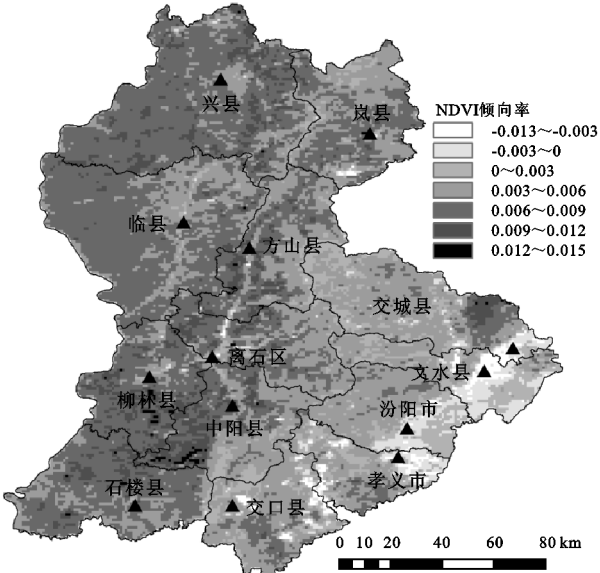 兴县
岚县
NDVI倾向率
-0.013～-0.003
-0.003～0
0～0.003
0.003～0.006
0.006～0.009
0.009～0.012
0.012～0.015
临县
方山县
交城县
离石区
文水县
柳林县
汾阳市
中阳县
孝义市
石楼县
交口县
0 10 20 40 60 80 km